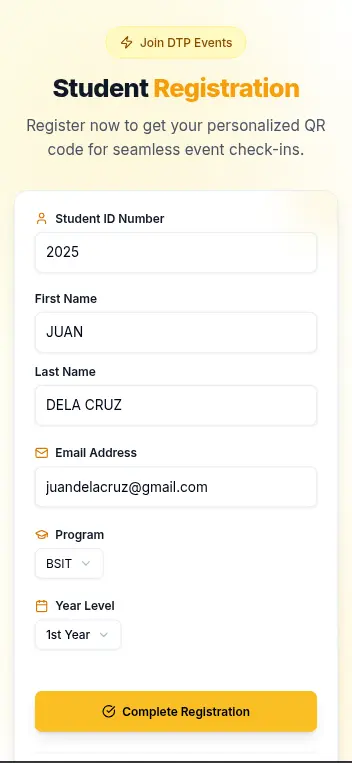 Join DTP Events
Student Registration
Register now to get your personalized QR
code for seamless event check-ins.
Student ID Number
2025
First Name
JUAN
Last Name
DELA CRUZ
Email Address
juandelacruz@gmail.com
Program
BSIT
Year Level
1st Year
Complete Registration